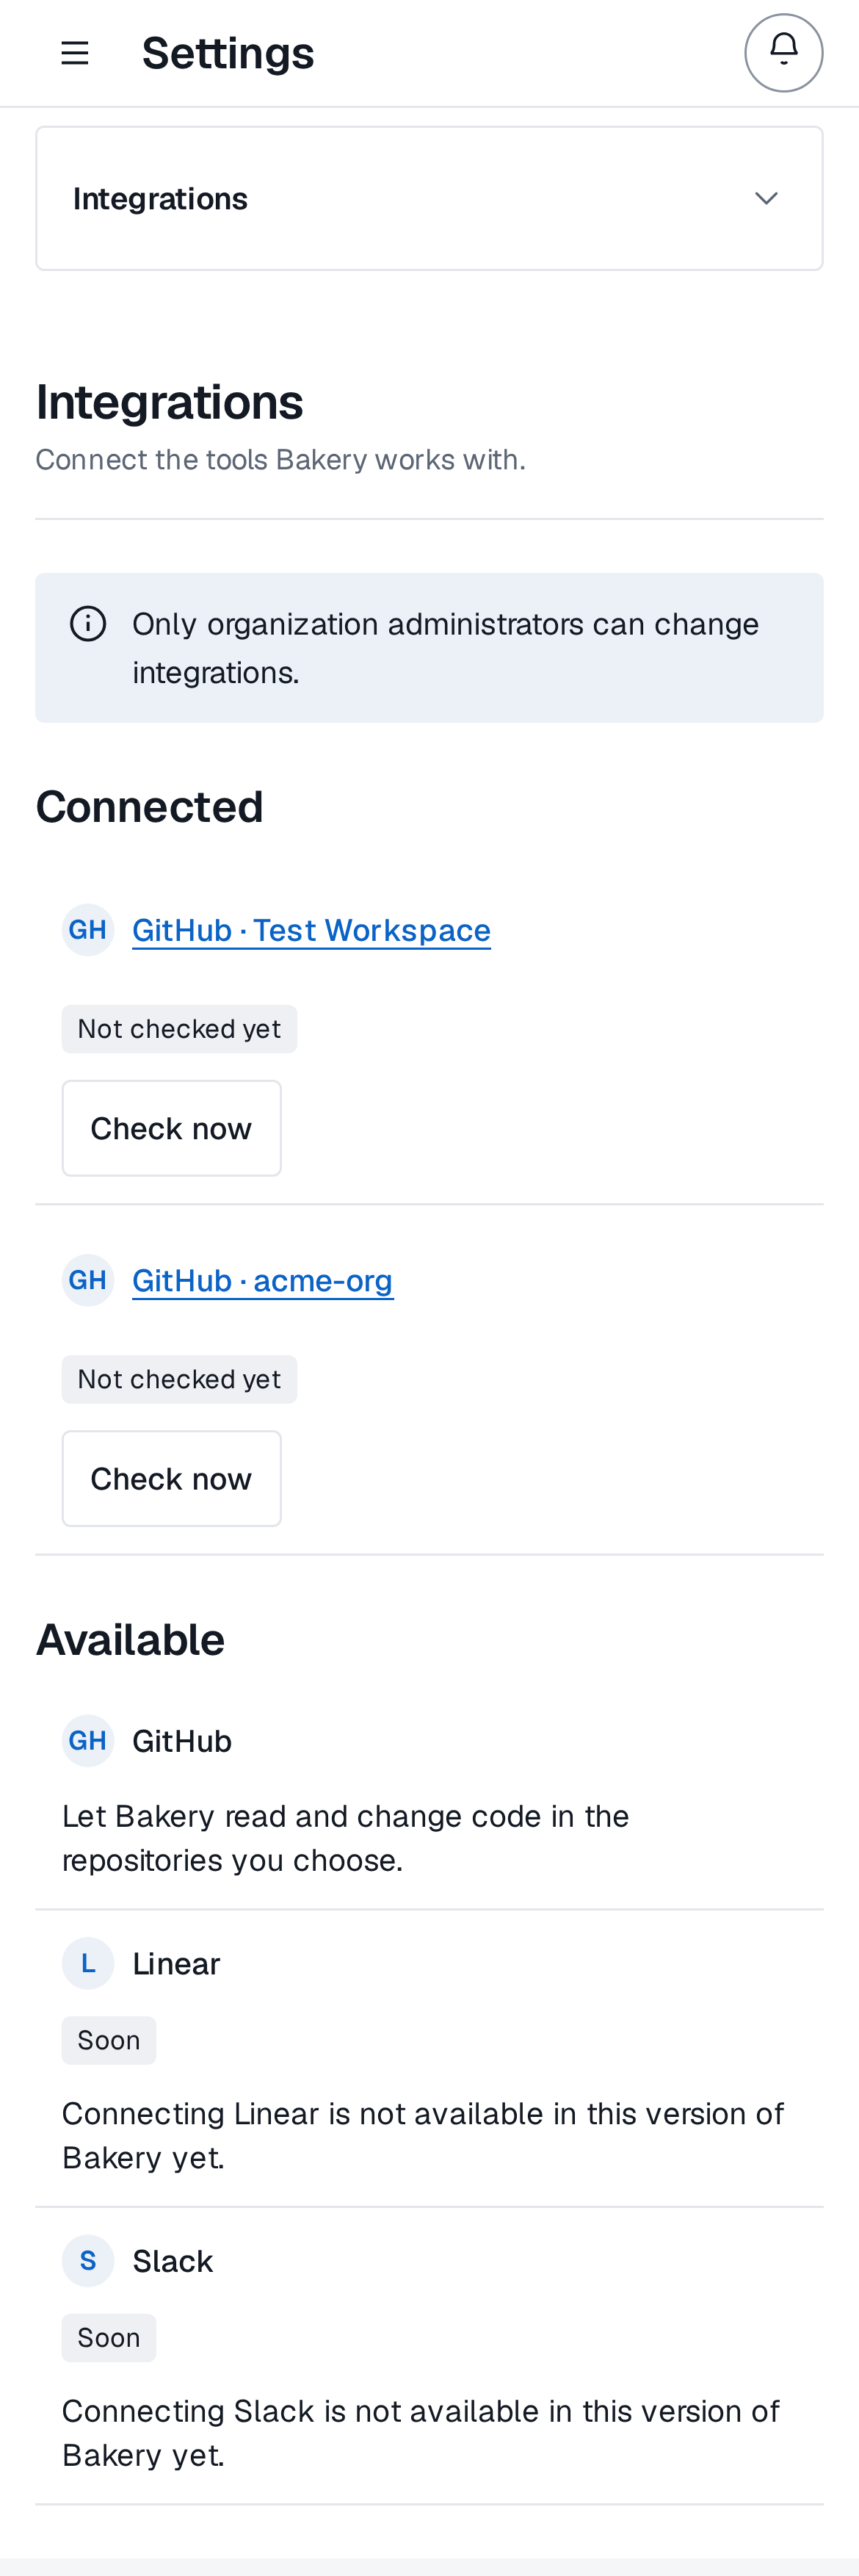 Settings
Integrations
Integrations
Connect the tools Bakery works with.
Only organization administrators can change
integrations.
Connected
GH GitHub · Test Workspace
Not checked yet
Check now
GH GitHub · acme-org
Not checked yet
Check now
Available
GH GitHub
Let Bakery read and change code in the
repositories you choose.
L Linear
Soon
Connecting Linear is not available in this version of
Bakery yet.
S Slack
Soon
Connecting Slack is not available in this version of
Bakery yet.